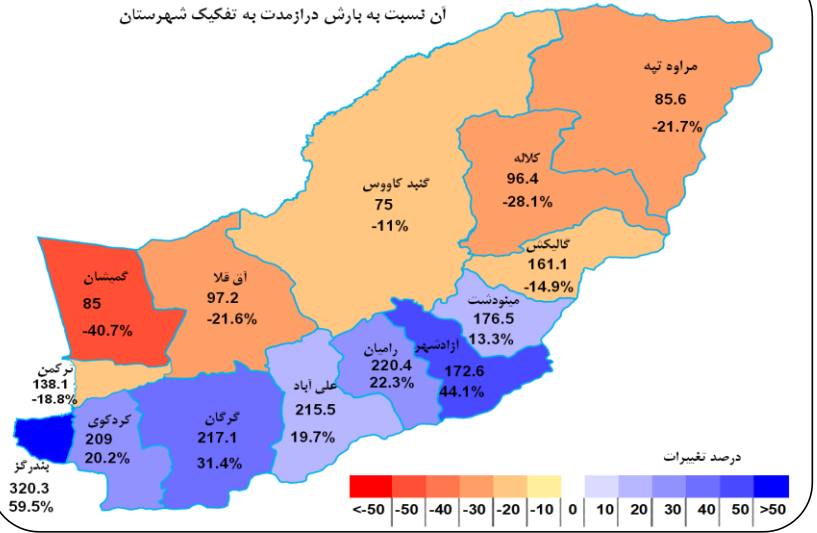 آن نسبت به بارش درازمدت به تفکیک شهرستان
مراوه تپه
85.6
-21.7%
کلاله
96.4
-28.1%
گنبد کاووس
75
-11%
گالیکش
161.1
-14.9%
گمیشان
85
-40.7%
آق قلا
97.2
-21.6%
مینودشت
176.5
13.3%
آزادشهر
172.6
44.1%
رامیان
220.4
22.3%
ترکمن
138.1
-18.8%
علی آباد
215.5
19.7%
گرگان
217.1
31.4%
کردکوی
209
20.2%
بندرگز
320.3
59.5%
درصد تغییرات
<-50 -50 -40 -30 -20 -10 0 10 20 30 40 50 >50